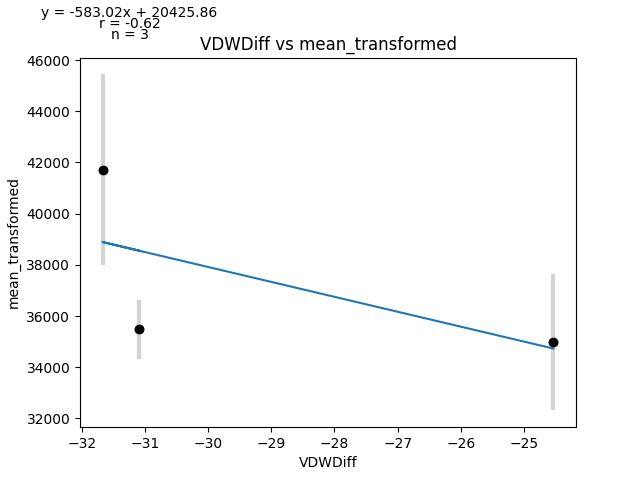 y = -583.02x + 20425.86
r = -0.62
n = 3
VDWDiff vs mean_transformed
46000
44000
42000
40000
38000
36000
34000
32000
mean_transformed
−32 −31 −30 −29 −28 −27 −26 −25
VDWDiff